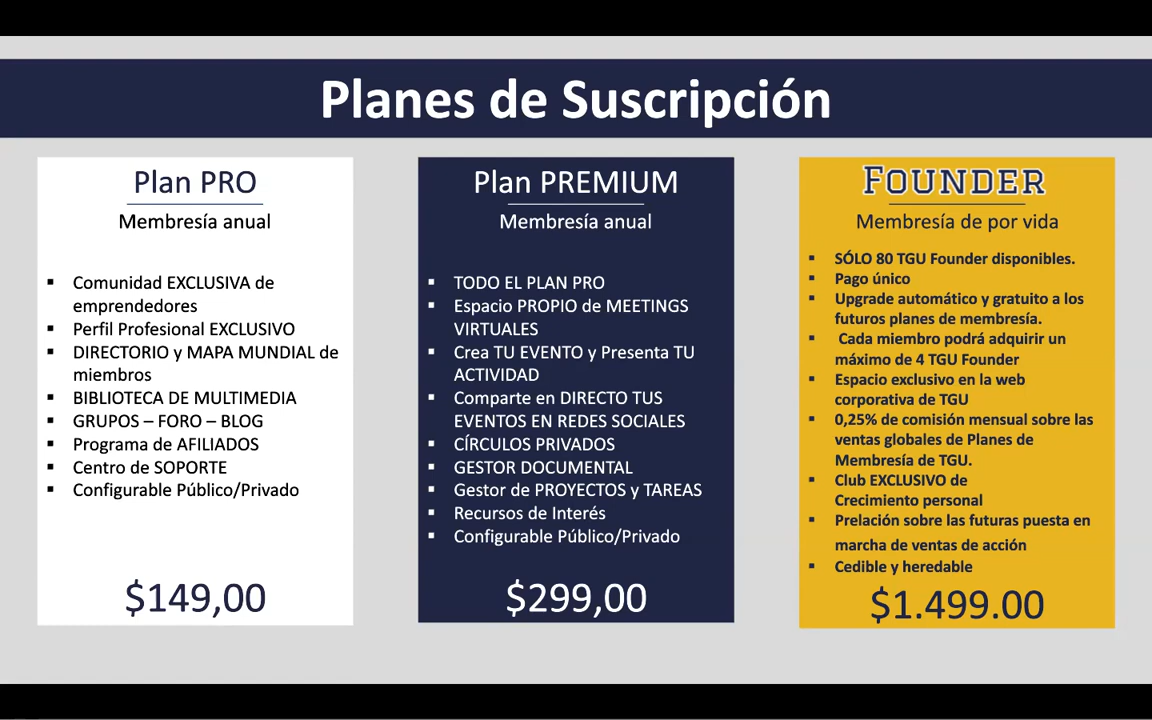 Planes de Suscripción
Plan PRO
Membresía anual
▪ Comunidad EXCLUSIVA de
emprendedores
▪ Perfil Profesional EXCLUSIVO
▪ DIRECTORIO y MAPA MUNDIAL de
miembros
▪ BIBLIOTECA DE MULTIMEDIA
▪ GRUPOS – FORO – BLOG
▪ Programa de AFILIADOS
▪ Centro de SOPORTE
▪ Configurable Público/Privado
$149,00
Plan PREMIUM
Membresía anual
▪ TODO EL PLAN PRO
▪ Espacio PROPIO de MEETINGS
VIRTUALES
▪ Crea TU EVENTO y Presenta TU
ACTIVIDAD
▪ Comparte en DIRECTO TUS
EVENTOS EN REDES SOCIALES
▪ CÍRCULOS PRIVADOS
▪ GESTOR DOCUMENTAL
▪ Gestor de PROYECTOS y TAREAS
▪ Recursos de Interés
▪ Configurable Público/Privado
$299,00
FOUNDER
Membresía de por vida
▪ SÓLO 80 TGU Founder disponibles.
▪ Pago único
▪ Upgrade automático y gratuito a los
futuros planes de membresía.
▪ Cada miembro podrá adquirir un
máximo de 4 TGU Founder
▪ Espacio exclusivo en la web
corporativa de TGU
▪ 0,25% de comisión mensual sobre las
ventas globales de Planes de
Membresía de TGU.
▪ Club EXCLUSIVO de
Crecimiento personal
▪ Prelación sobre las futuras puesta en
marcha de ventas de acción
▪ Cedible y heredable
$1.499.00